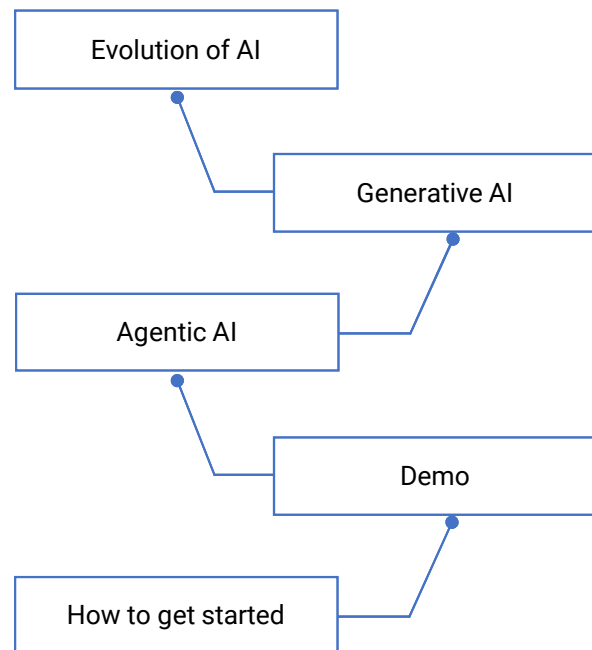 Evolution of AI
Generative AI
Agentic AI
Demo
How to get started